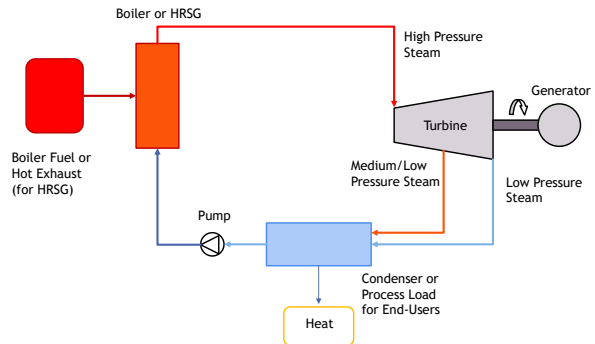 Boiler or HRSG
High Pressure
Steam
Generator
Turbine
Boiler Fuel or
Hot Exhaust
(for HRSG)
Medium/Low
Pressure Steam
Low Pressure
Steam
Pump
Condenser or
Process Load
for End-Users
Heat